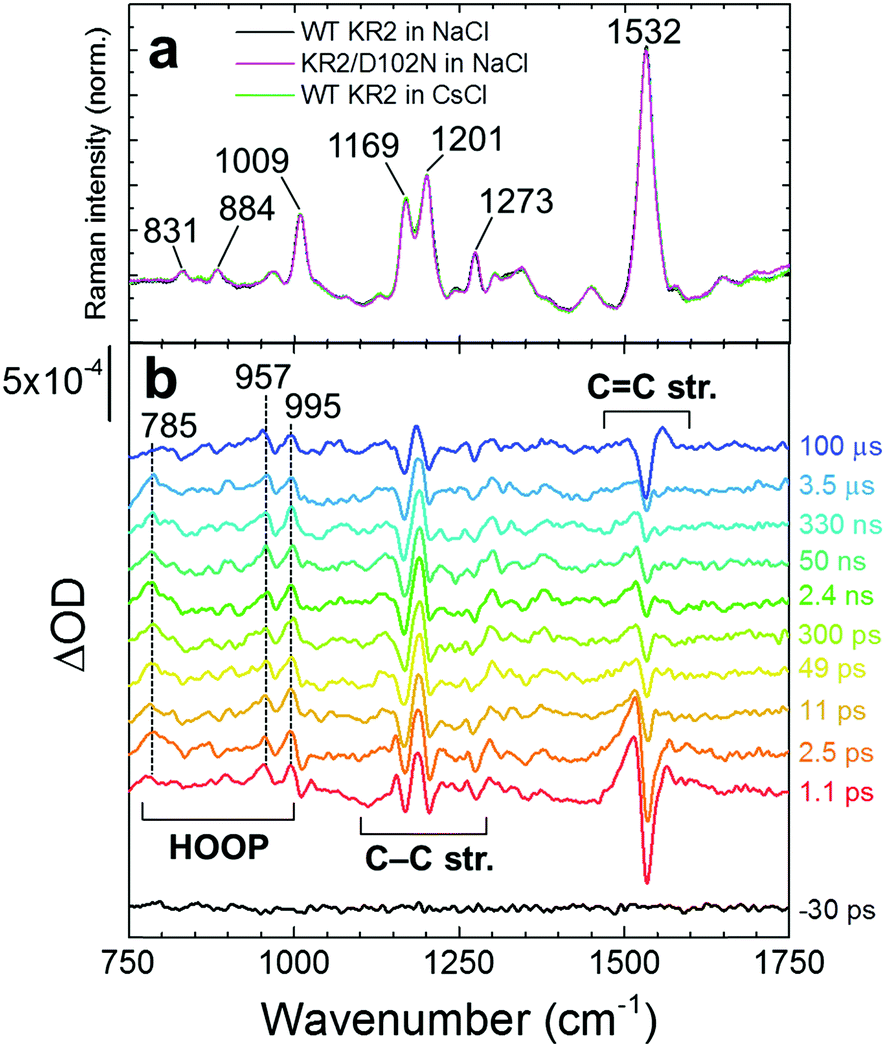 a
WT KR2 in NaCl
KR2/D102N in NaCl
WT KR2 in CsCl
1532
1169
1201
1009
1273
831
884
Raman intensity (norm.)
5x10⁻⁴
b
957
995
785
C=C str.
100 μs
3.5 μs
330 ns
50 ns
2.4 ns
300 ps
49 ps
11 ps
2.5 ps
1.1 ps
-30 ps
HOOP
C–C str.
ΔOD
750
1000
1250
1500
1750
Wavenumber (cm⁻¹)